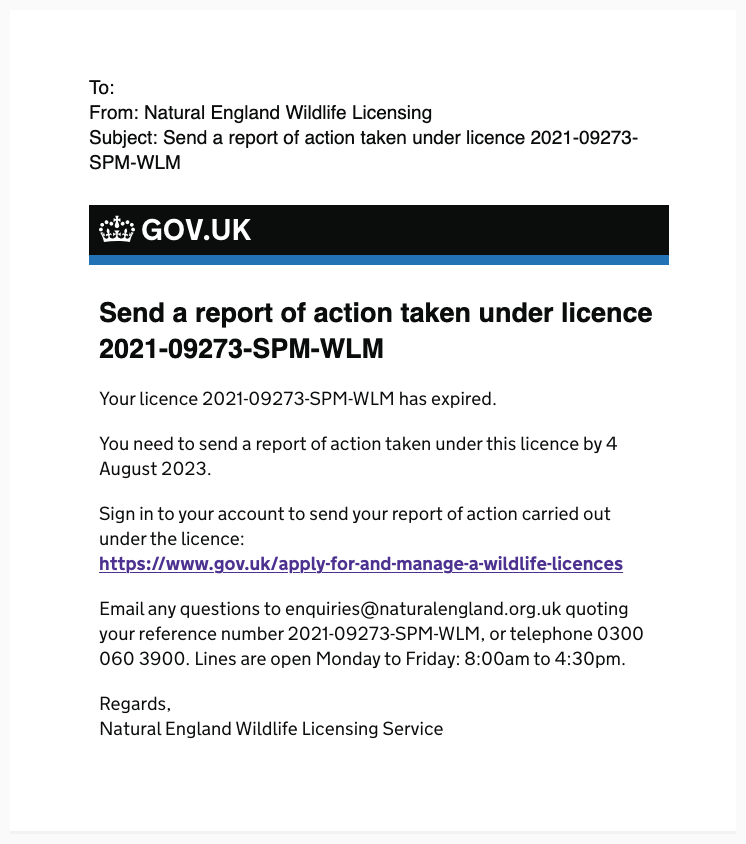 To:
From: Natural England Wildlife Licensing
Subject: Send a report of action taken under licence 2021-09273-
SPM-WLM
GOV.UK
Send a report of action taken under licence
2021-09273-SPM-WLM
Your licence 2021-09273-SPM-WLM has expired.
You need to send a report of action taken under this licence by 4
August 2023.
Sign in to your account to send your report of action carried out
under the licence:
https://www.gov.uk/apply-for-and-manage-a-wildlife-licences
Email any questions to enquiries@naturalengland.org.uk quoting
your reference number 2021-09273-SPM-WLM, or telephone 0300
060 3900. Lines are open Monday to Friday: 8:00am to 4:30pm.
Regards,
Natural England Wildlife Licensing Service